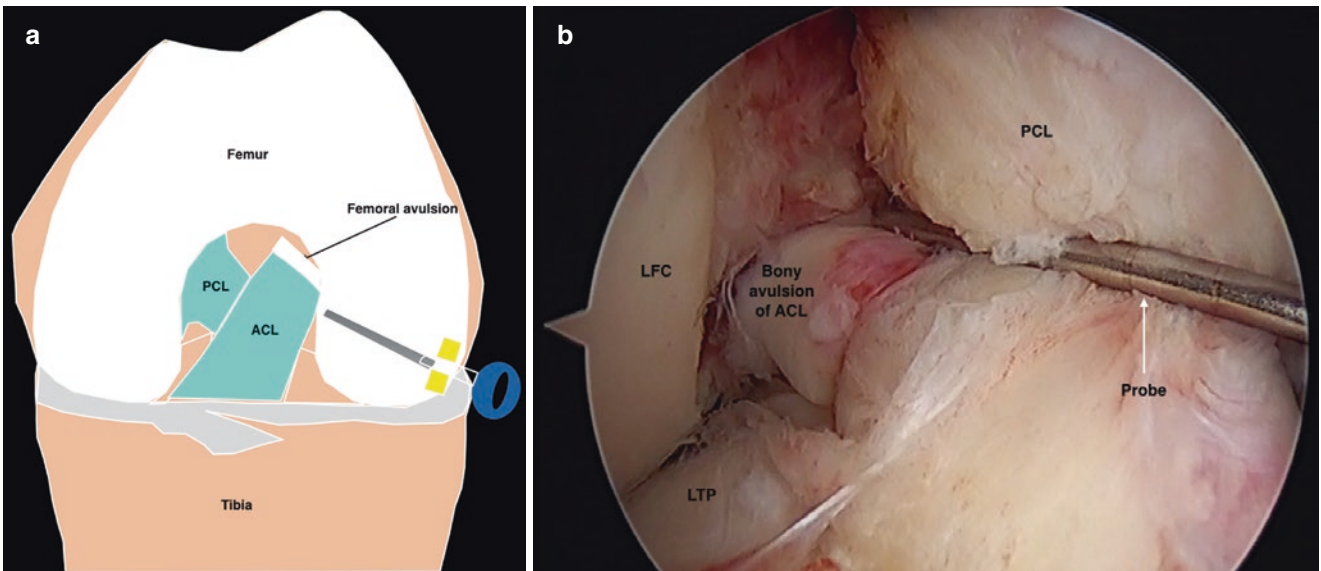 a
Femur
Femoral avulsion
PCL
ACL
Tibia
b
PCL
LFC
Bony
avulsion
of ACL
Probe
LTP